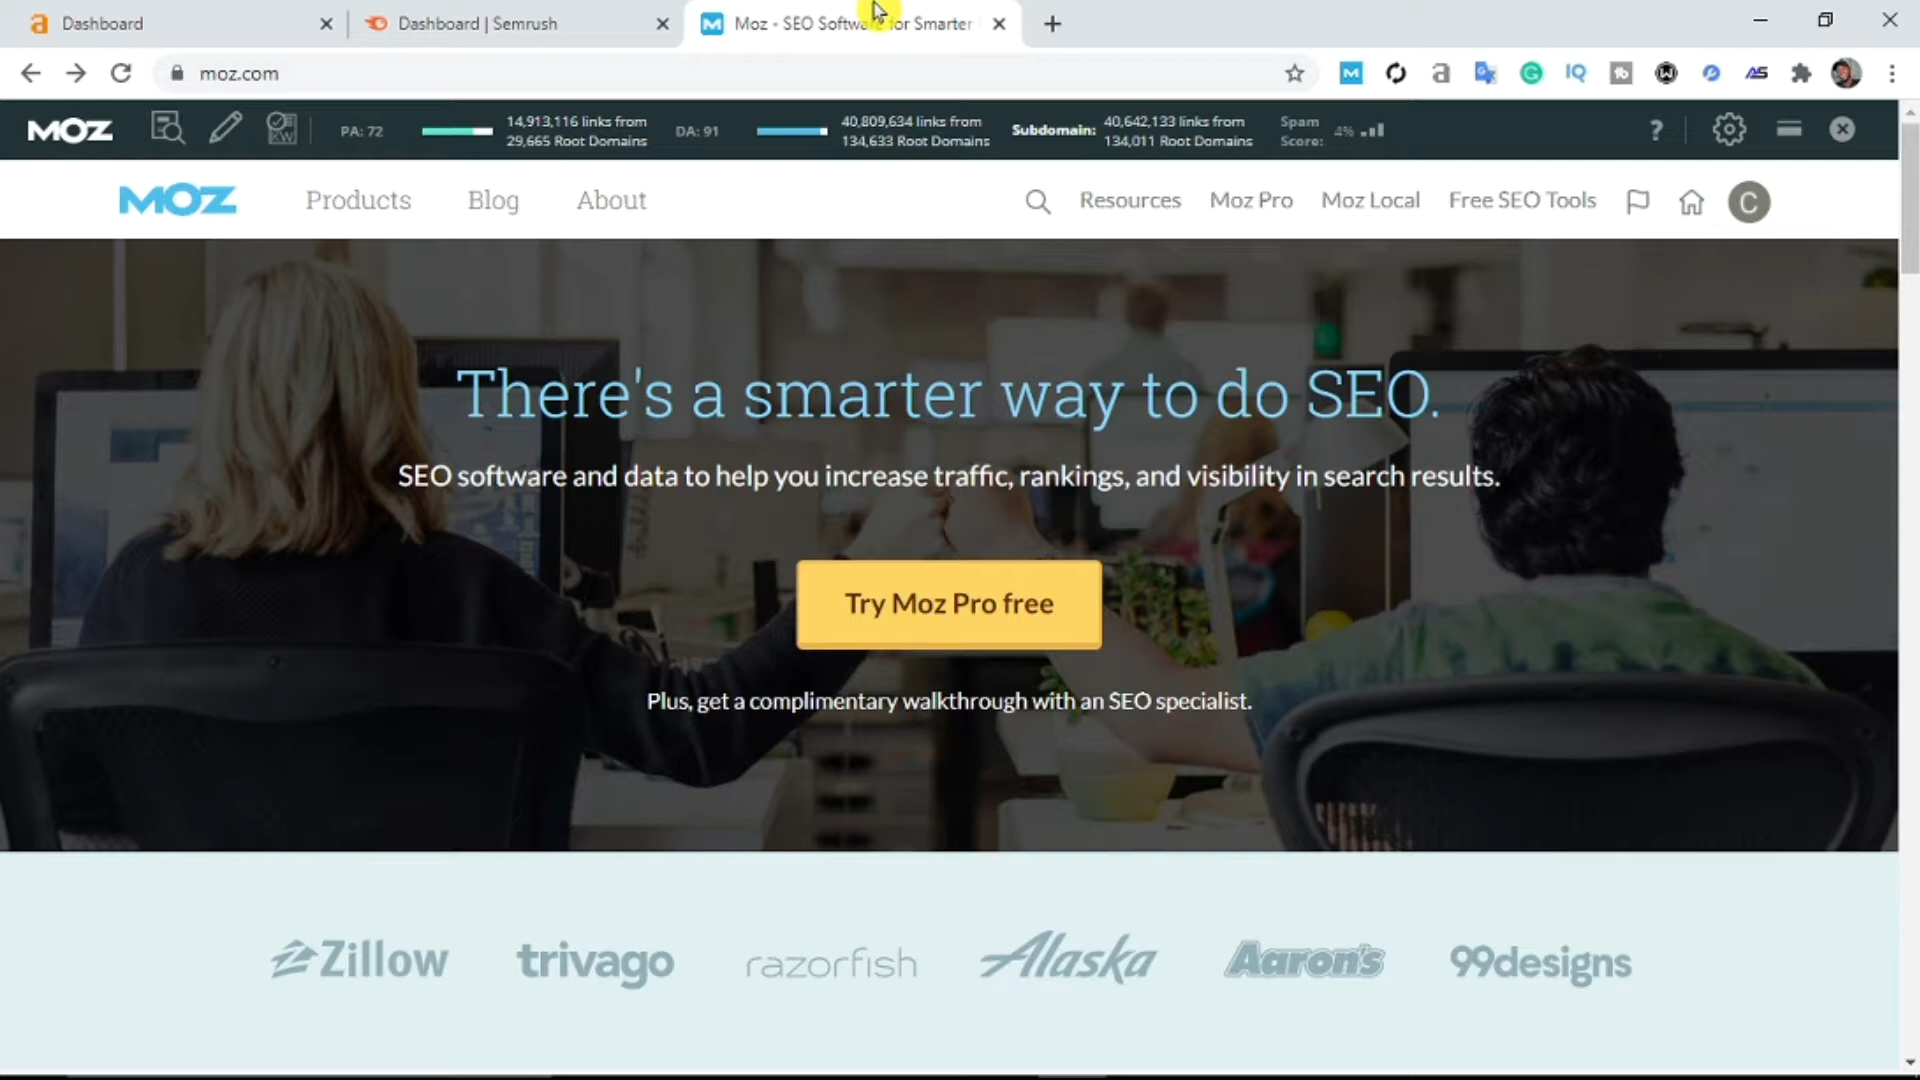 Dashboard
Dashboard | Semrush
Moz - SEO Software for Smarter
moz.com
MOZ
KW
PA: 72
14,913,116 links from
29,665 Root Domains
DA: 91
40,809,634 links from
134,633 Root Domains
Subdomain:
40,642,133 links from
134,011 Root Domains
Spam
Score:
4%
?
MOZ
Products
Blog
About
Resources
Moz Pro
Moz Local
Free SEO Tools
C
There's a smarter way to do SEO.
SEO software and data to help you increase traffic, rankings, and visibility in search results.
Try Moz Pro free
Plus, get a complimentary walkthrough with an SEO specialist.
Zillow
trivago
razorfish
Alaska
Aaron's
99designs